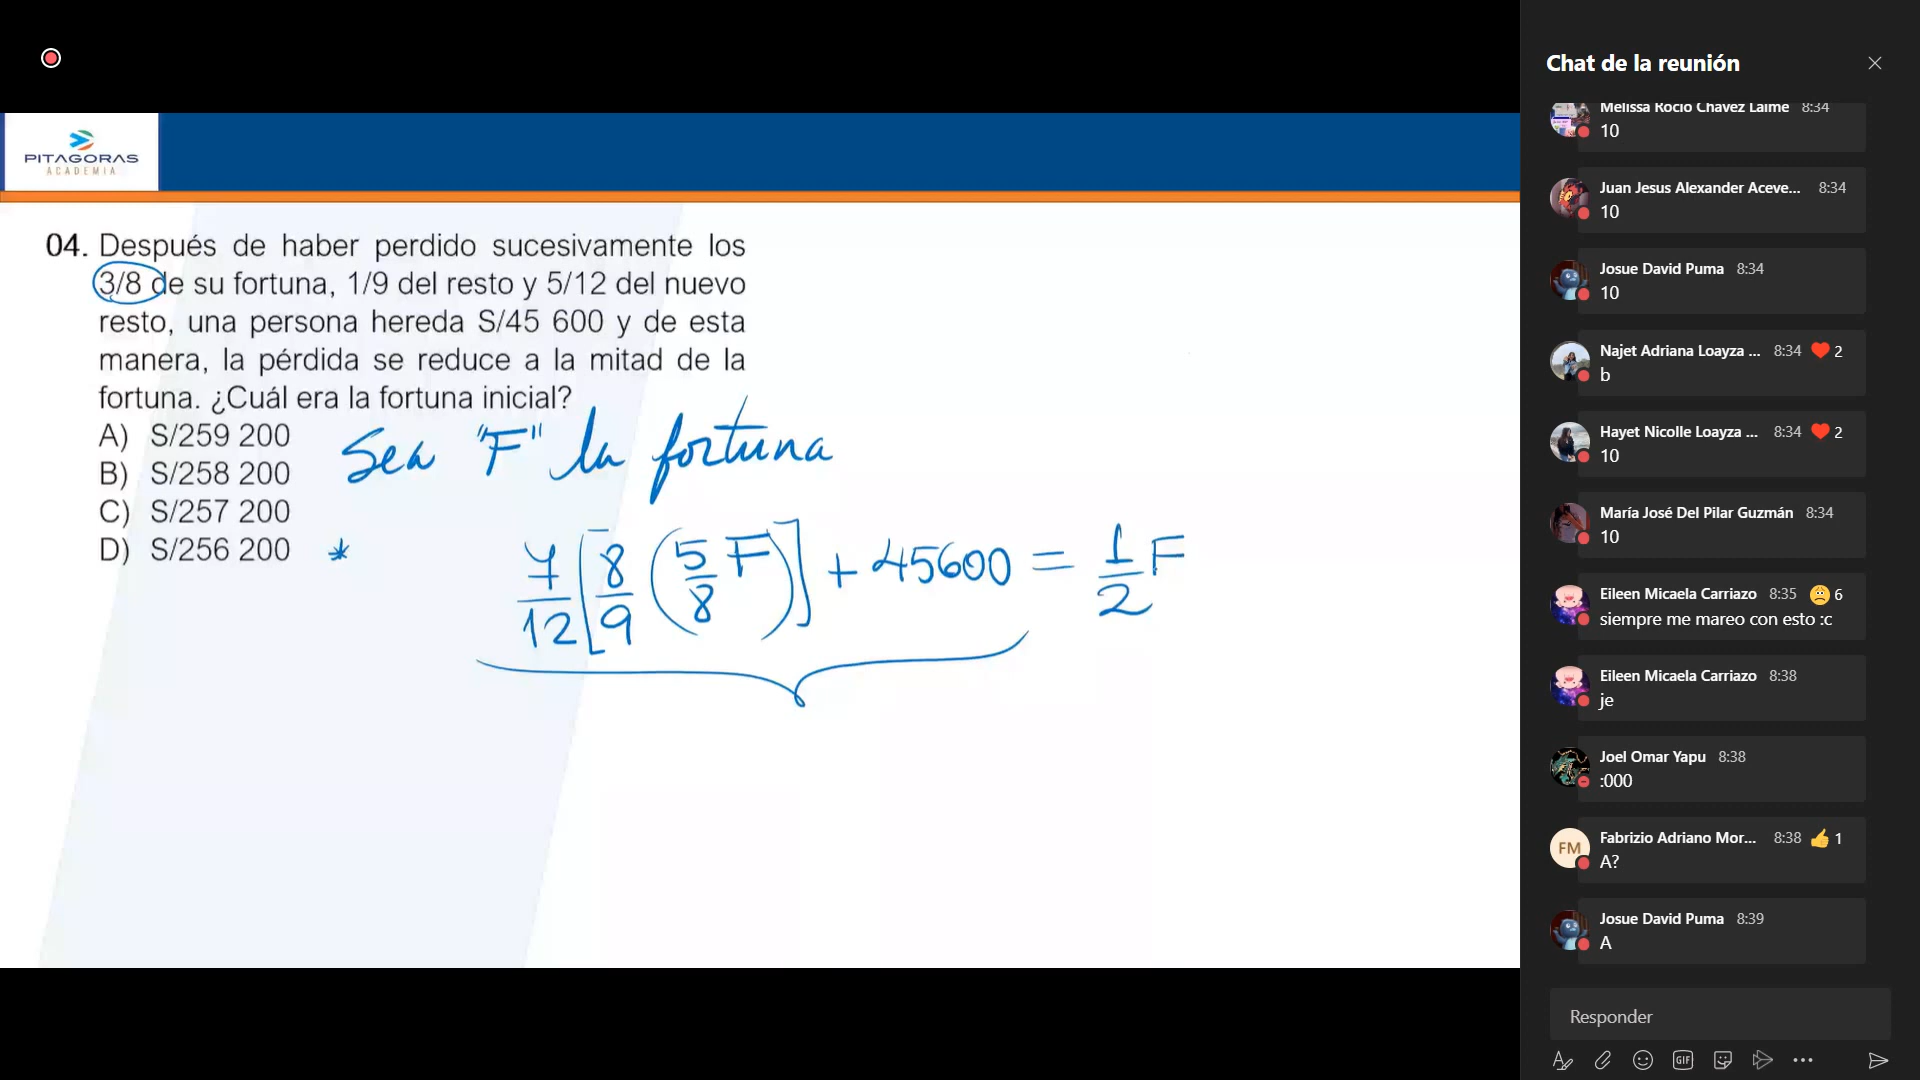 PITAGORAS
ACADEMIA
04. Después de haber perdido sucesivamente los
3/8 de su fortuna, 1/9 del resto y 5/12 del nuevo
resto, una persona hereda S/45 600 y de esta
manera, la pérdida se reduce a la mitad de la
fortuna. ¿Cuál era la fortuna inicial?
A) S/259 200
B) S/258 200
C) S/257 200
D) S/256 200
Sea "F" la fortuna
* 7/12 [8/9 (5/8 F)] + 45600 = 1/2 F
Chat de la reunión
Melissa Rocio Chavez Laime 8:34
10
Juan Jesus Alexander Aceve... 8:34
10
Josue David Puma 8:34
10
Najet Adriana Loayza ... 8:34 ❤️ 2
b
Hayet Nicolle Loayza ... 8:34 ❤️ 2
10
María José Del Pilar Guzmán 8:34
10
Eileen Micaela Carriazo 8:35 🙁 6
siempre me mareo con esto :c
Eileen Micaela Carriazo 8:38
je
Joel Omar Yapu 8:38
:000
FM
Fabrizio Adriano Mor... 8:38 👍 1
A?
Josue David Puma 8:39
A
Responder
GIF